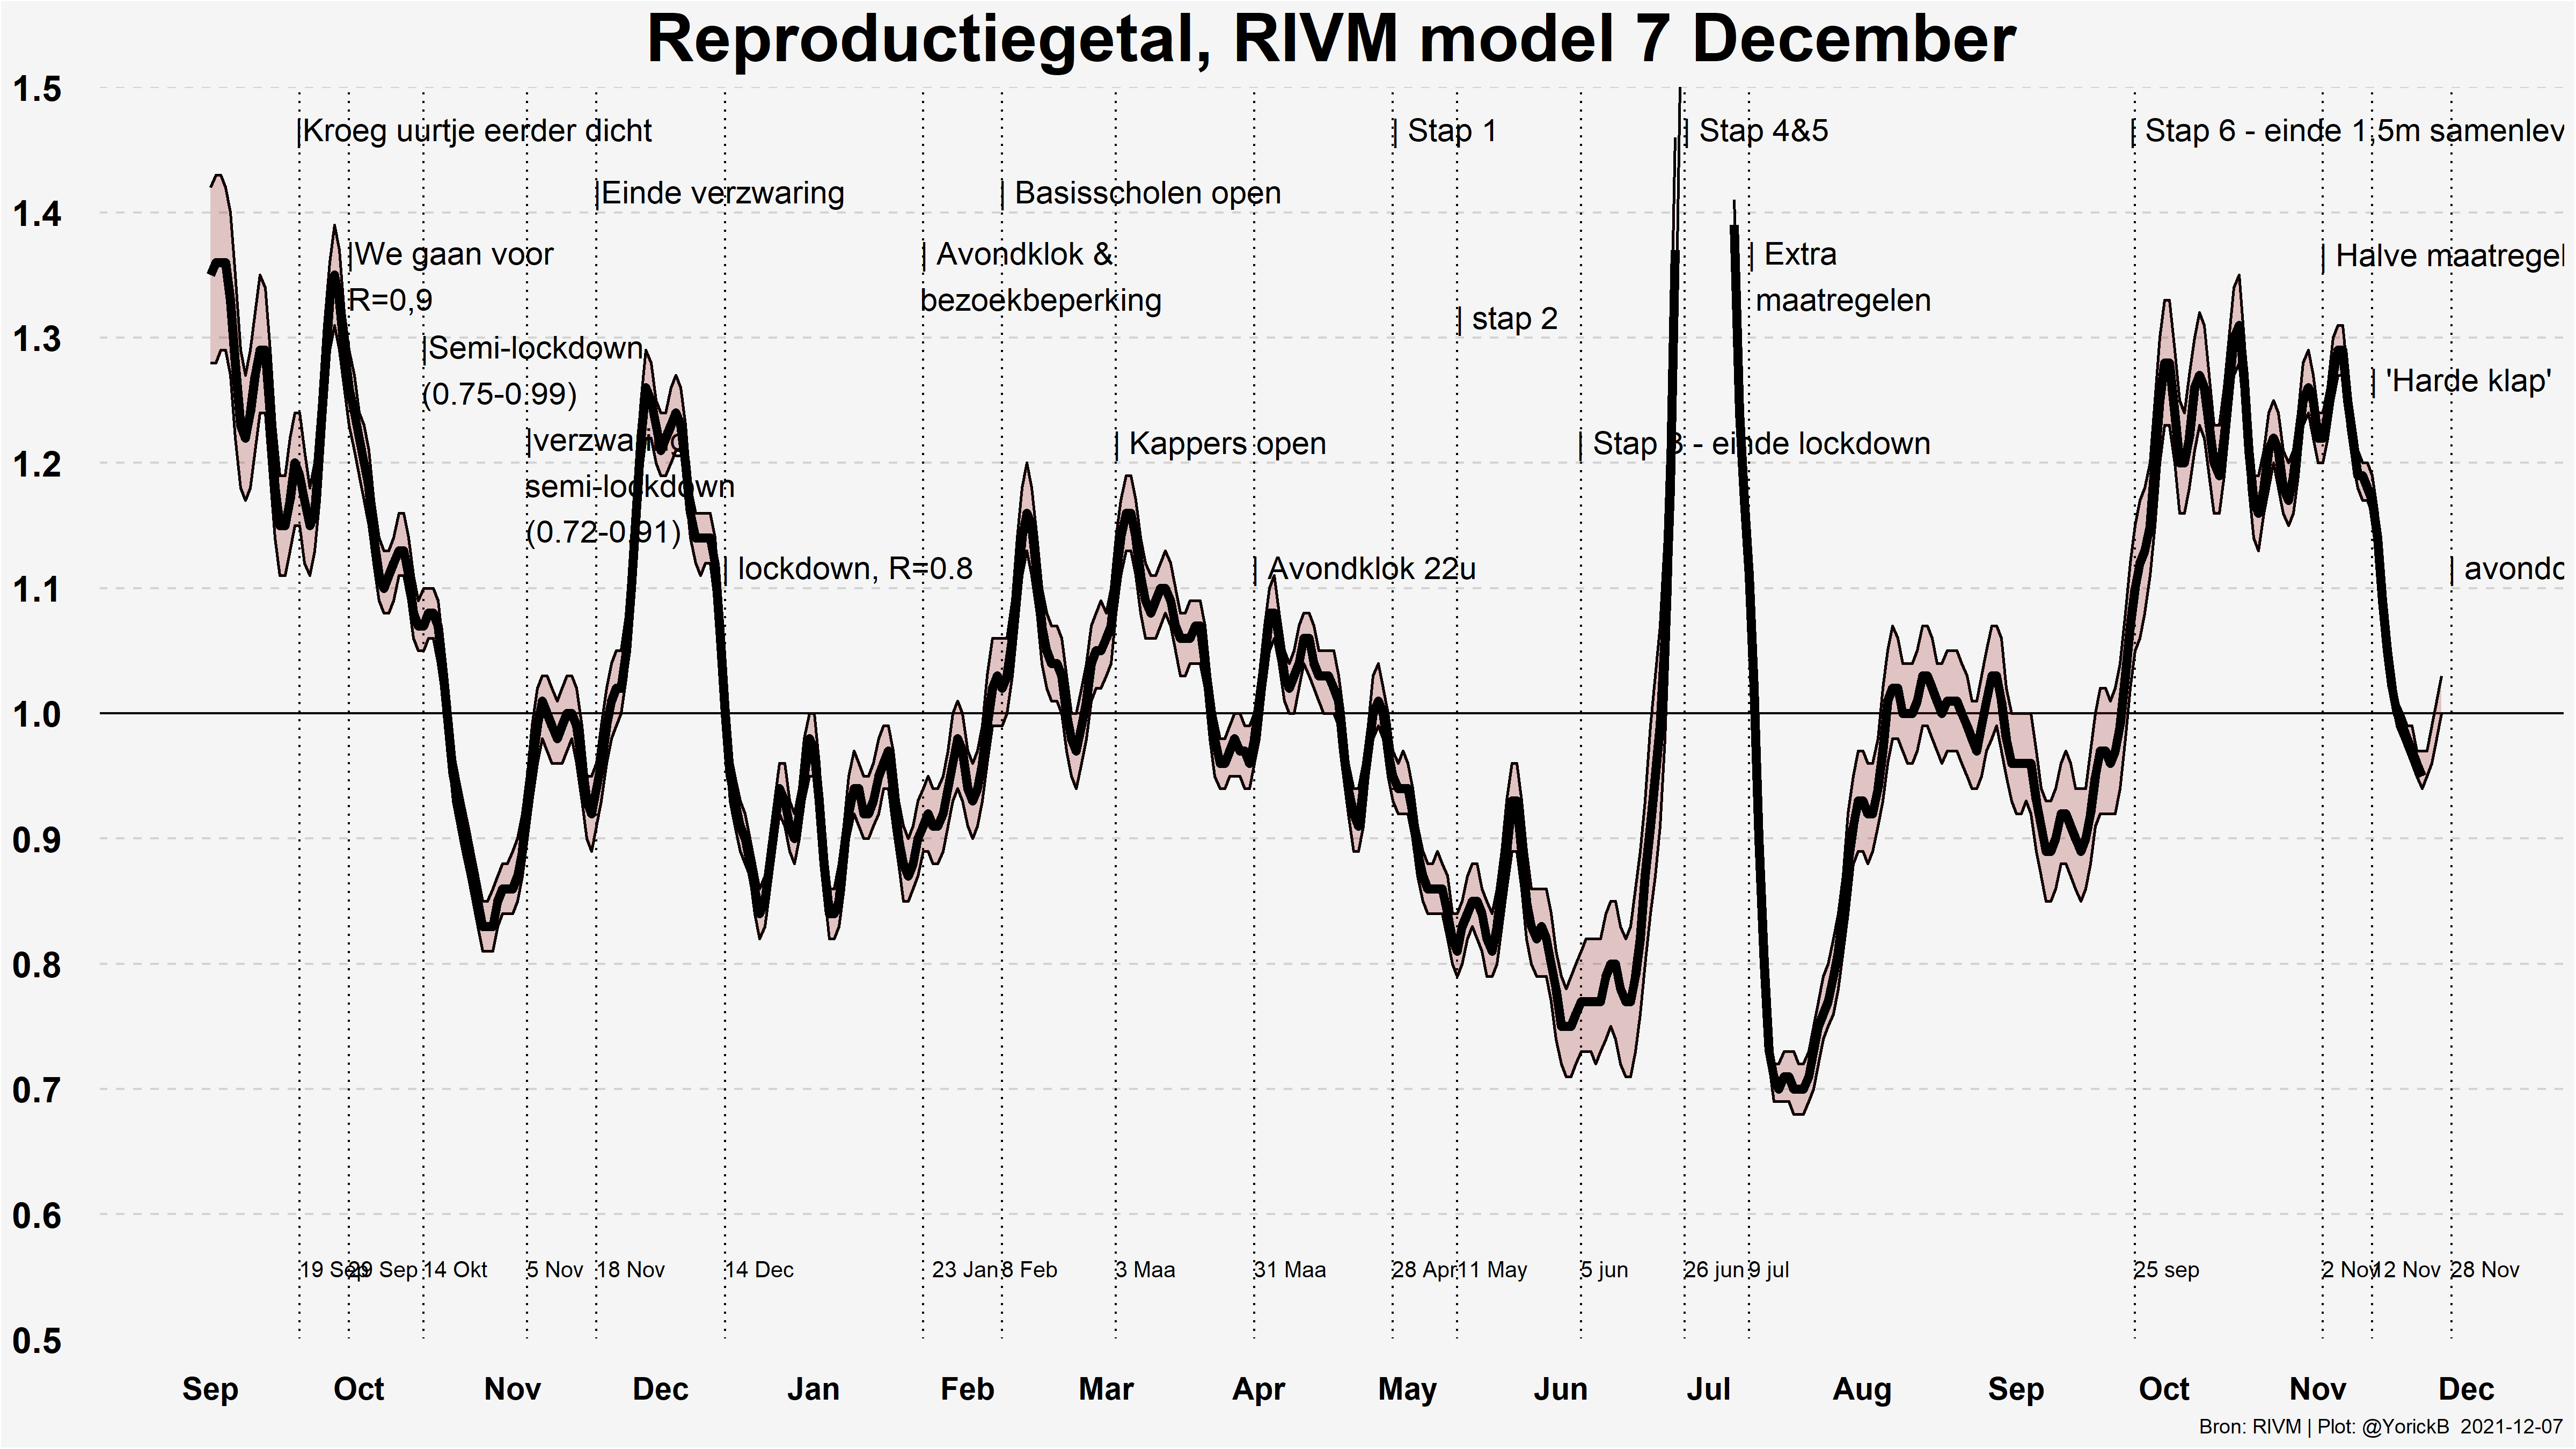 Reproductiegetal, RIVM model 7 December
1.5
1.4
1.3
1.2
1.1
1.0
0.9
0.8
0.7
0.6
0.5
|Kroeg uurtje eerder dicht
|We gaan voor
R=0,9
|Semi-lockdown
(0.75-0.99)
|verzwaring
semi-lockdown
(0.72-0.91)
|Einde verzwaring
| lockdown, R=0.8
| Avondklok &
bezoekbeperking
| Basisscholen open
| Kappers open
| Avondklok 22u
| Stap 1
| stap 2
| Stap 3 - einde lockdown
| Stap 4&5
| Extra
maatregelen
| Stap 6 - einde 1,5m samenlev
| Halve maatregel
| 'Harde klap'
| avondc
19 Sep
29 Sep
14 Okt
5 Nov
18 Nov
14 Dec
23 Jan
8 Feb
3 Maa
31 Maa
28 Apr
11 May
5 jun
26 jun
9 jul
25 sep
2 Nov
12 Nov
28 Nov
Sep
Oct
Nov
Dec
Jan
Feb
Mar
Apr
May
Jun
Jul
Aug
Sep
Oct
Nov
Dec
Bron: RIVM | Plot: @YorickB 2021-12-07